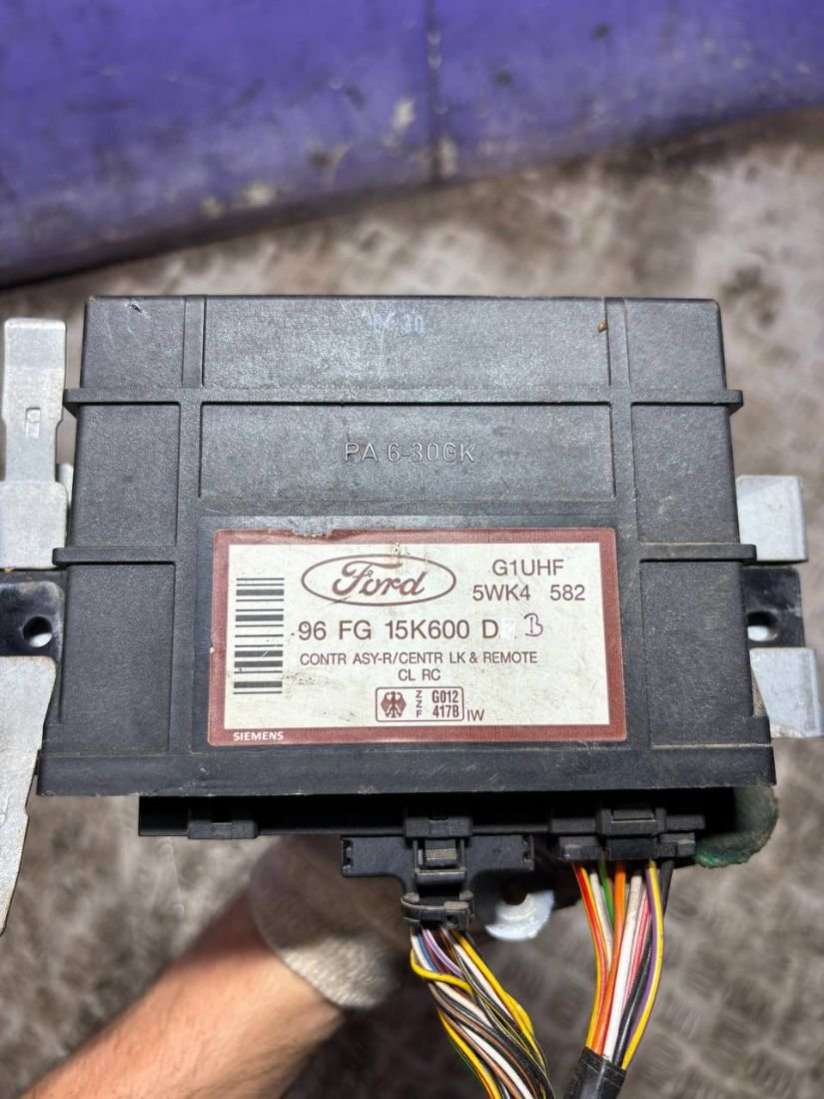 PA 6-30GK
Ford
G1UHF
5WK4 582
96 FG 15K600 D B
CONTR ASY-R/CENTR LK & REMOTE
CL RC
ZZF G012 417B IW
SIEMENS